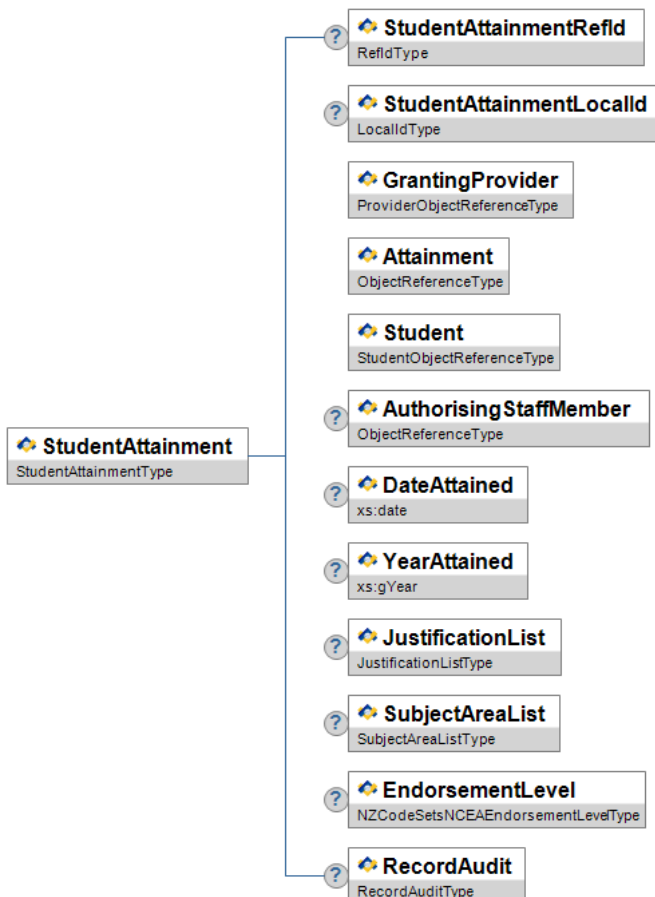 ?
StudentAttainmentRefId
RefIdType
?
StudentAttainmentLocalId
LocalIdType
GrantingProvider
ProviderObjectReferenceType
Attainment
ObjectReferenceType
Student
StudentObjectReferenceType
?
AuthorisingStaffMember
ObjectReferenceType
StudentAttainment
StudentAttainmentType
?
DateAttained
xs:date
?
YearAttained
xs:gYear
?
JustificationList
JustificationListType
?
SubjectAreaList
SubjectAreaListType
?
EndorsementLevel
NZCodeSetsNCEAEndorsementLevelType
?
RecordAudit
RecordAuditType